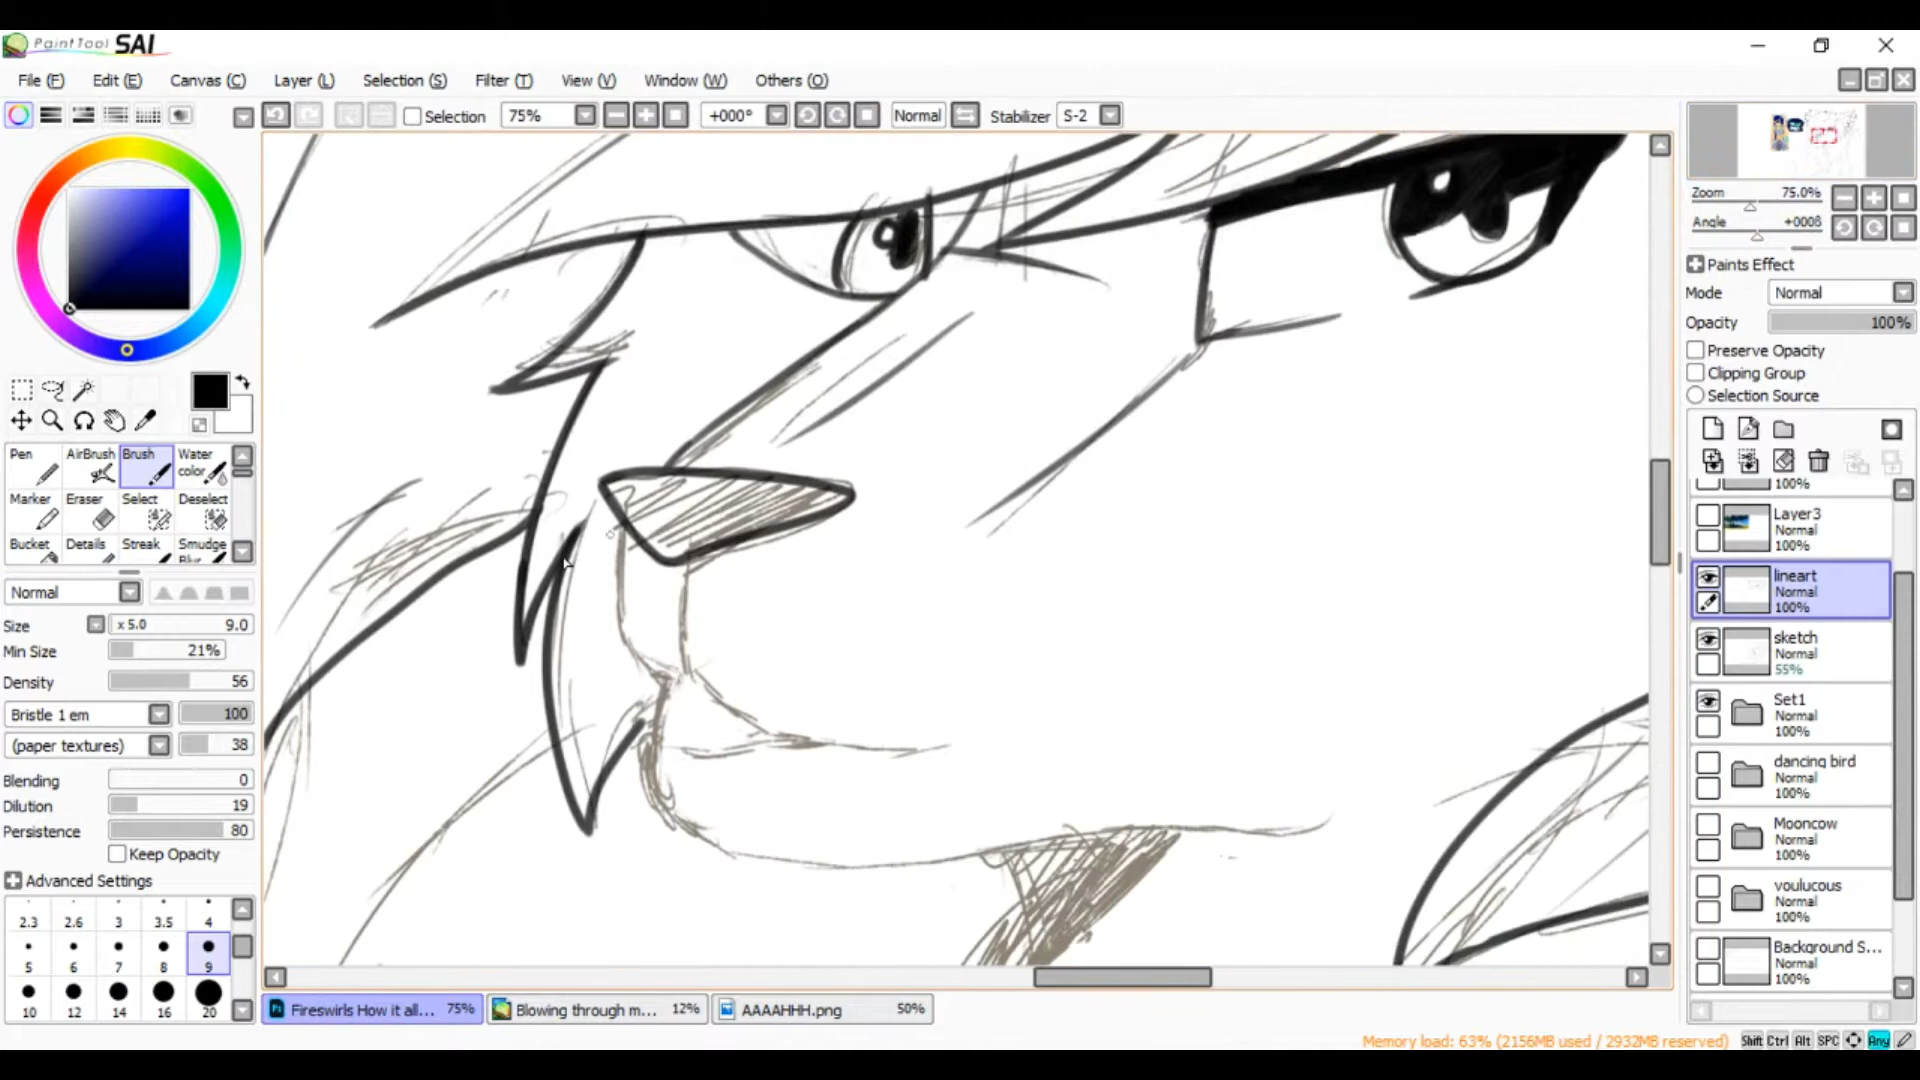 PaintTool SAI
File (F) Edit (E) Canvas (C) Layer (L) Selection (S) Filter (T) View (V) Window (W) Others (O)
Selection 75% +000° Normal Stabilizer S-2
Zoom 75.0%
Angle +000ß
Paints Effect
Mode Normal
Opacity 100%
Preserve Opacity
Clipping Group
Selection Source
Pen AirBrush Brush Water color
Marker Eraser Select Deselect
Bucket Details Streak Smudge
Blur
Normal
Size x 5.0 9.0
Min Size 21%
Density 56
Bristle 1 em 100
(paper textures) 38
Blending 0
Dilution 19
Persistence 80
Keep Opacity
Advanced Settings
2.3 2.6 3 3.5 4
5 6 7 8 9
10 12 14 16 20
100%
Layer3
Normal
100%
lineart
Normal
100%
sketch
Normal
55%
Set1
Normal
100%
dancing bird
Normal
100%
Mooncow
Normal
100%
voulucous
Normal
100%
Background S...
Normal
100%
Fireswirls How it all... 75% Blowing through m... 12% AAAAHHH.png 50%
Memory load: 63% (2156MB used / 2932MB reserved) Shift Ctrl Alt SPC Any